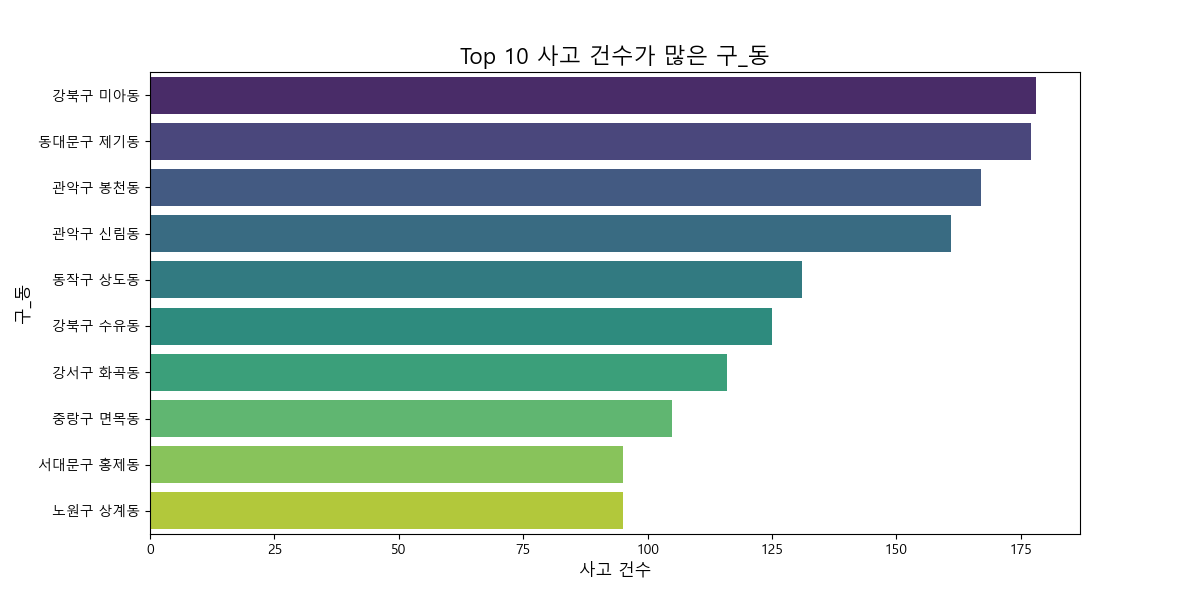 Top 10 사고 건수가 많은 구_동
구_동
강북구 미아동
동대문구 제기동
관악구 봉천동
관악구 신림동
동작구 상도동
강북구 수유동
강서구 화곡동
중랑구 면목동
서대문구 홍제동
노원구 상계동
0 25 50 75 100 125 150 175
사고 건수